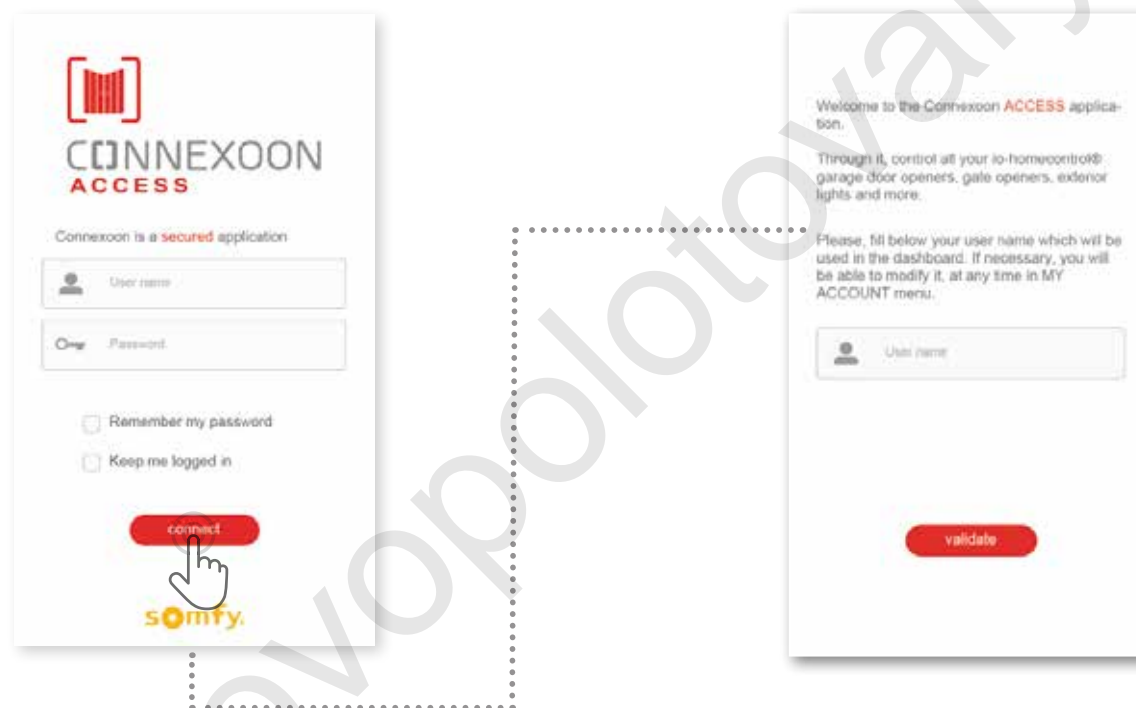 CONNEXOON
ACCESS
Connexoon is a secured application
User name
Password
Remember my password
Keep me logged in
connect
somfy.
Welcome to the Connexoon ACCESS applica-
tion.
Through it, control all your io-homecontrol®
garage door openers, gate openers, exterior
lights and more.
Please, fill below your user name which will be
used in the dashboard. If necessary, you will
be able to modify it, at any time in MY
ACCOUNT menu.
User name
validate
ovopolotovary